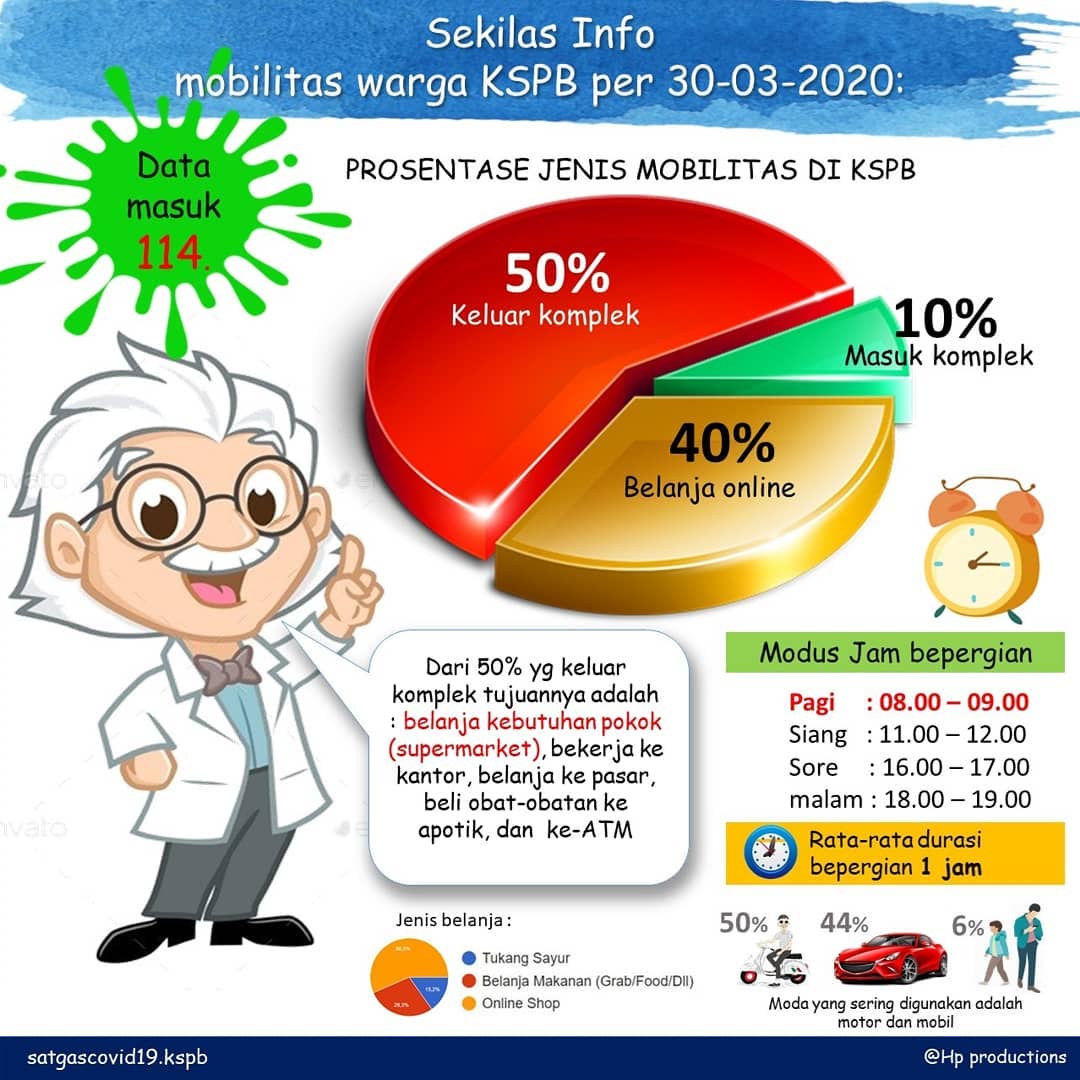 Sekilas Info
mobilitas warga KSPB per 30-03-2020:
Data
masuk
114.
PROSENTASE JENIS MOBILITAS DI KSPB
50%
Keluar komplek
10%
Masuk komplek
40%
Belanja online
Dari 50% yg keluar
komplek tujuannya adalah
: belanja kebutuhan pokok
(supermarket), bekerja ke
kantor, belanja ke pasar,
beli obat-obatan ke
apotik, dan ke-ATM
Modus Jam bepergian
Pagi : 08.00 – 09.00
Siang : 11.00 – 12.00
Sore : 16.00 – 17.00
malam : 18.00 – 19.00
Rata-rata durasi
bepergian 1 jam
Jenis belanja :
Tukang Sayur
Belanja Makanan (Grab/Food/Dll)
Online Shop
15,2%
50% 44% 6%
Moda yang sering digunakan adalah
motor dan mobil
satgascovid19.kspb
@Hp productions
envato